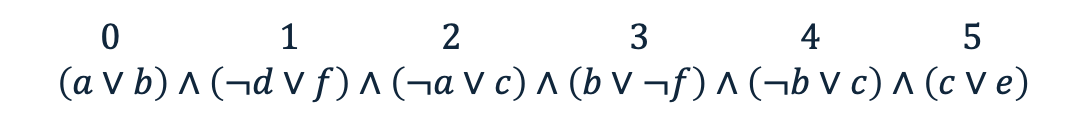 0 1 2 3 4 5
(a ∨ b) ∧ (¬d ∨ f) ∧ (¬a ∨ c) ∧ (b ∨ ¬f) ∧ (¬b ∨ c) ∧ (c ∨ e)